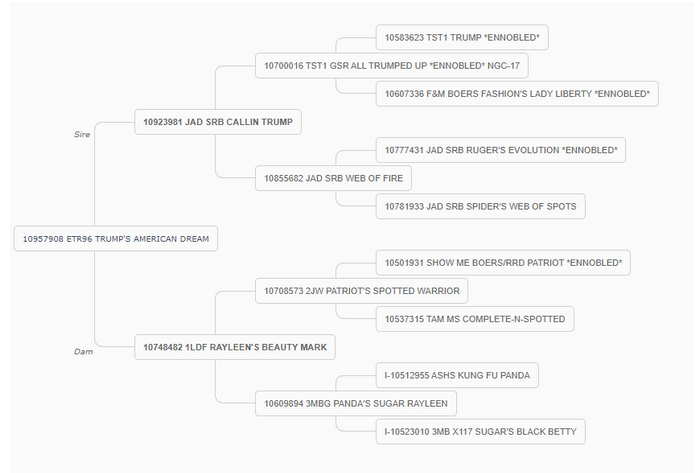 10583623 TST1 TRUMP *ENNOBLED*
10700016 TST1 GSR ALL TRUMPED UP *ENNOBLED* NGC-17
10607336 F&M BOERS FASHION'S LADY LIBERTY *ENNOBLED*
10923981 JAD SRB CALLIN TRUMP
Sire
10777431 JAD SRB RUGER'S EVOLUTION *ENNOBLED*
10855682 JAD SRB WEB OF FIRE
10781933 JAD SRB SPIDER'S WEB OF SPOTS
10957908 ETR96 TRUMP'S AMERICAN DREAM
10501931 SHOW ME BOERS/RRD PATRIOT *ENNOBLED*
10708573 2JW PATRIOT'S SPOTTED WARRIOR
10537315 TAM MS COMPLETE-N-SPOTTED
Dam
10748482 1LDF RAYLEEN'S BEAUTY MARK
I-10512955 ASHS KUNG FU PANDA
10609894 3MBG PANDA'S SUGAR RAYLEEN
I-10523010 3MB X117 SUGAR'S BLACK BETTY